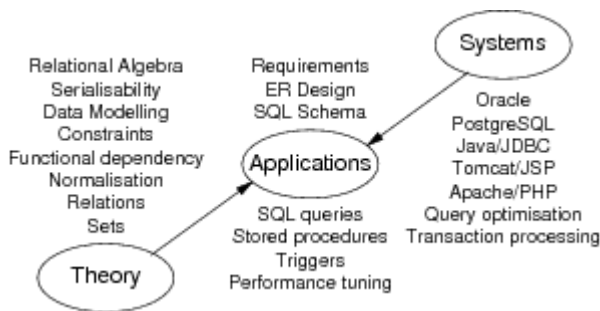 Systems
Relational Algebra
Serialisability
Data Modelling
Constraints
Functional dependency
Normalisation
Relations
Sets
Theory
Requirements
ER Design
SQL Schema
Applications
SQL queries
Stored procedures
Triggers
Performance tuning
Oracle
PostgreSQL
Java/JDBC
Tomcat/JSP
Apache/PHP
Query optimisation
Transaction processing